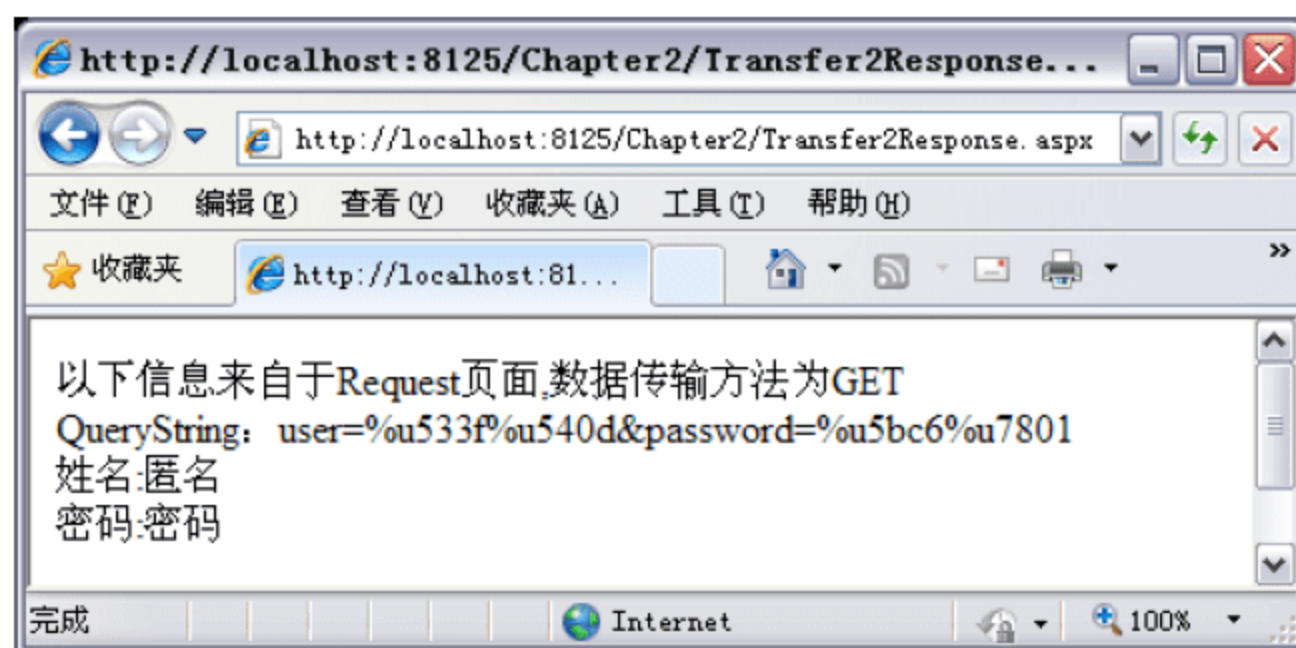 http://localhost:8125/Chapter2/Transfer2Response...
http://localhost:8125/Chapter2/Transfer2Response.aspx
文件(F) 编辑(E) 查看(V) 收藏夹(A) 工具(T) 帮助(H)
收藏夹 http://localhost:81... »
以下信息来自于Request页面,数据传输方法为GET
QueryString：user=%u533f%u540d&password=%u5bc6%u7801
姓名:匿名
密码:密码
完成 Internet 100%